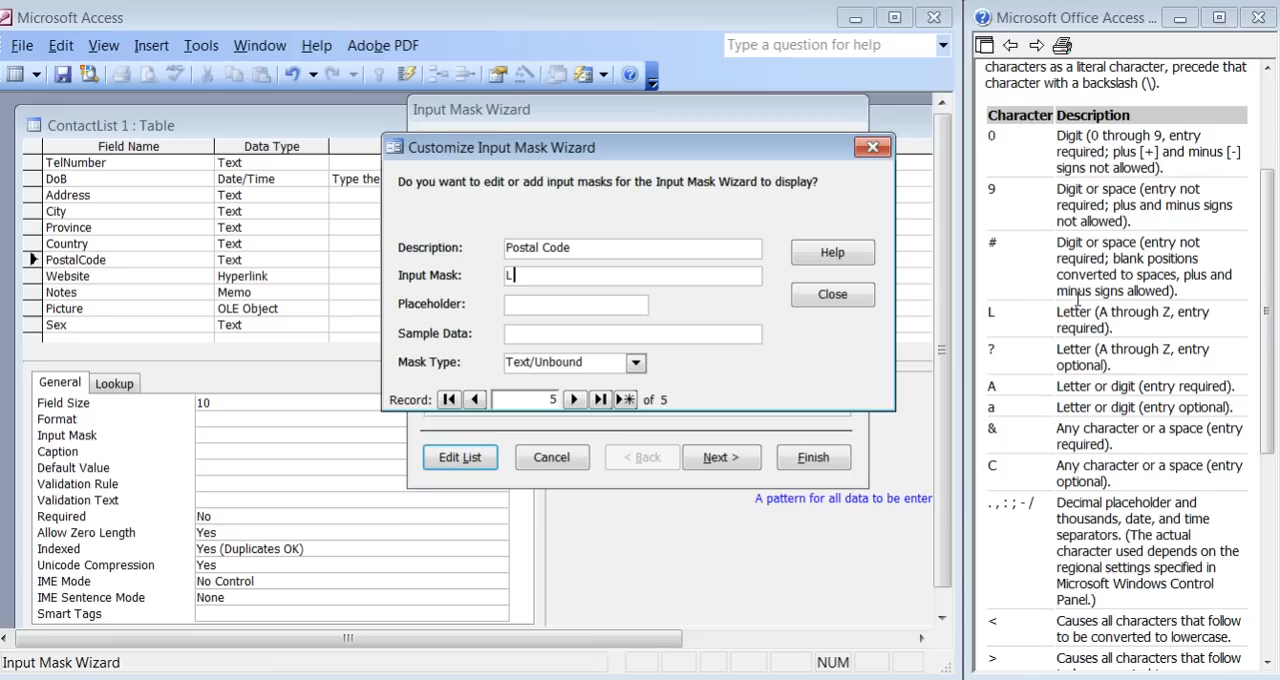 Microsoft Access
File Edit View Insert Tools Window Help Adobe PDF
Type a question for help
ContactList 1 : Table
Field Name Data Type
TelNumber Text
DoB Date/Time Type the
Address Text
City Text
Province Text
Country Text
PostalCode Text
Website Hyperlink
Notes Memo
Picture OLE Object
Sex Text
General Lookup
Field Size 10
Format
Input Mask
Caption
Default Value
Validation Rule
Validation Text
Required No
Allow Zero Length Yes
Indexed Yes (Duplicates OK)
Unicode Compression Yes
IME Mode No Control
IME Sentence Mode None
Smart Tags
A pattern for all data to be enter
Input Mask Wizard
Customize Input Mask Wizard
Do you want to edit or add input masks for the Input Mask Wizard to display?
Description: Postal Code Help
Input Mask: L
Close
Placeholder:
Sample Data:
Mask Type: Text/Unbound
Record: 5 of 5
Edit List Cancel < Back Next > Finish
Input Mask Wizard NUM
Microsoft Office Access ...
characters as a literal character, precede that
character with a backslash (\).
Character Description
0 Digit (0 through 9, entry
required; plus [+] and minus [-]
signs not allowed).
9 Digit or space (entry not
required; plus and minus signs
not allowed).
# Digit or space (entry not
required; blank positions
converted to spaces, plus and
minus signs allowed).
L Letter (A through Z, entry
required).
? Letter (A through Z, entry
optional).
A Letter or digit (entry required).
a Letter or digit (entry optional).
& Any character or a space (entry
required).
C Any character or a space (entry
optional).
. , : ; - / Decimal placeholder and
thousands, date, and time
separators. (The actual
character used depends on the
regional settings specified in
Microsoft Windows Control
Panel.)
< Causes all characters that follow
to be converted to lowercase.
> Causes all characters that follow